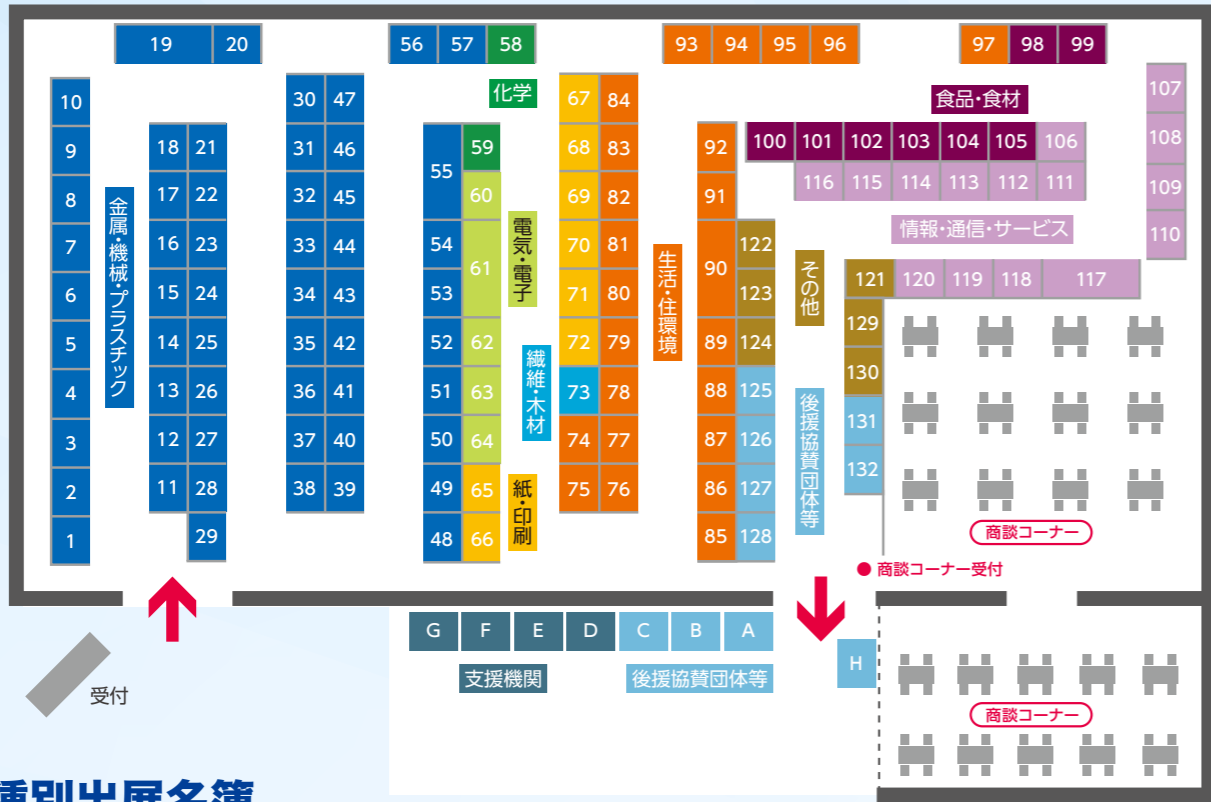 19 20 56 57 58 93 94 95 96 97 98 99
10 30 47 化学 67 84 食品・食材 107
9 18 21 31 46 55 59 68 83 92 100 101 102 103 104 105 106 108
8 17 22 32 45 60 69 82 91 116 115 114 113 112 111 109
金属・機械・プラスチック
7 16 23 33 44 54 61 70 81 90 122 情報・通信・サービス 110
電気・電子
生活・住環境
その他
6 15 24 34 43 53 71 80 123 121 120 119 118 117
5 14 25 35 42 52 62 72 79 89 124 129
繊維・木材
4 13 26 36 41 51 63 73 78 88 125 130
後援協賛団体等
3 12 27 37 40 50 64 74 77 87 126 131
2 11 28 38 39 49 65 75 76 86 127 132
紙・印刷
1 29 48 66 85 128 商談コーナー
● 商談コーナー受付
G F E D C B A H
支援機関 後援協賛団体等
受付
商談コーナー
種別出展名簿